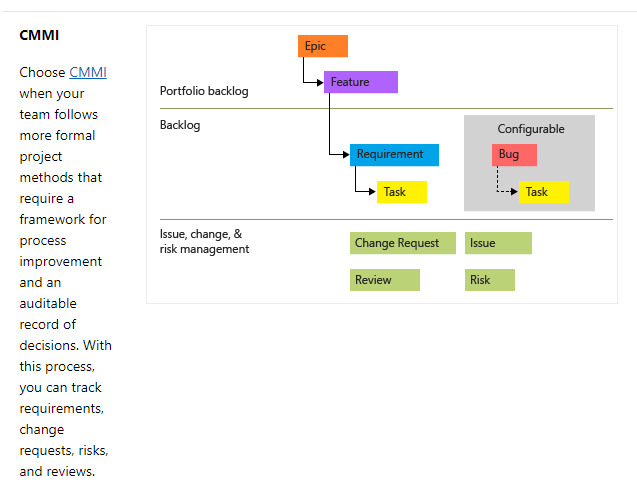 CMMI
Choose CMMI
when your
team follows
more formal
project
methods that
require a
framework for
process
improvement
and an
auditable
record of
decisions. With
this process,
you can track
requirements,
change
requests, risks,
and reviews.
Epic
Feature
Portfolio backlog
Backlog
Configurable
Requirement
Bug
Task
Task
Issue, change, &
risk management
Change Request
Issue
Review
Risk